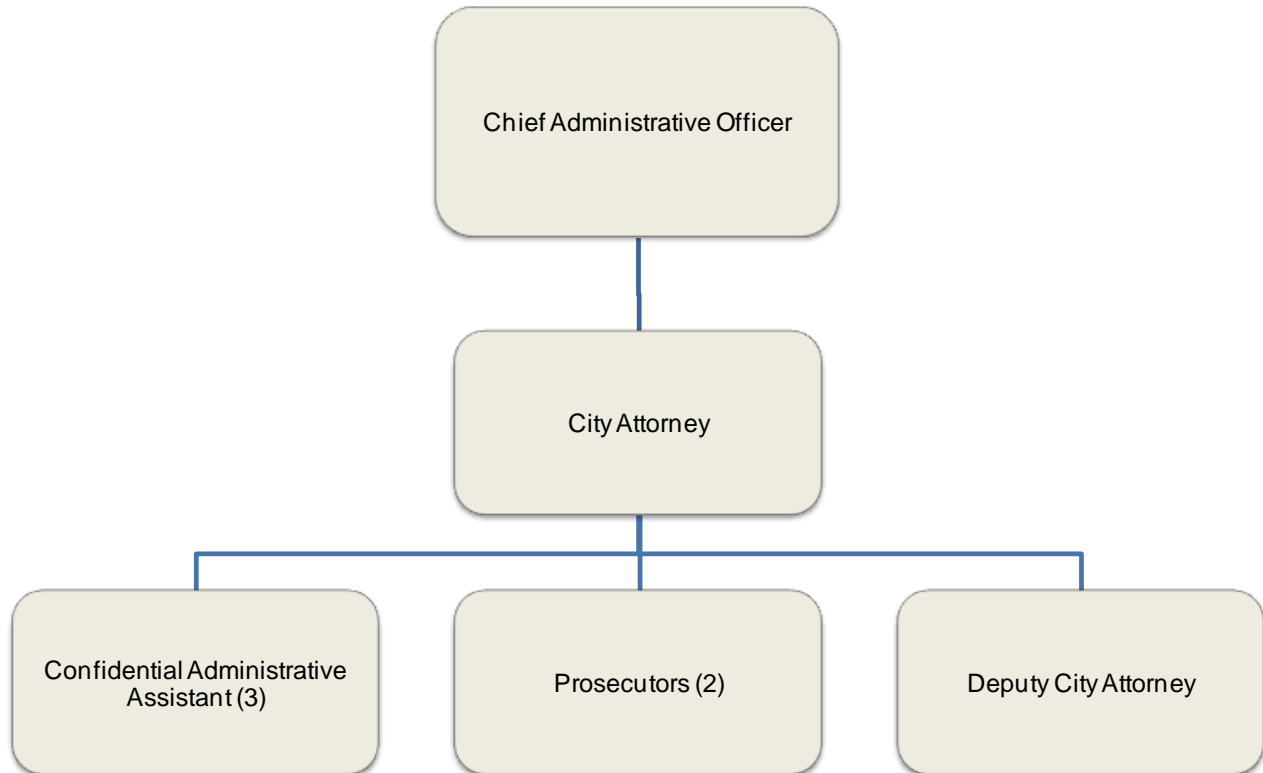 Chief Administrative Officer
City Attorney
Confidential Administrative
Assistant (3)
Prosecutors (2)
Deputy City Attorney